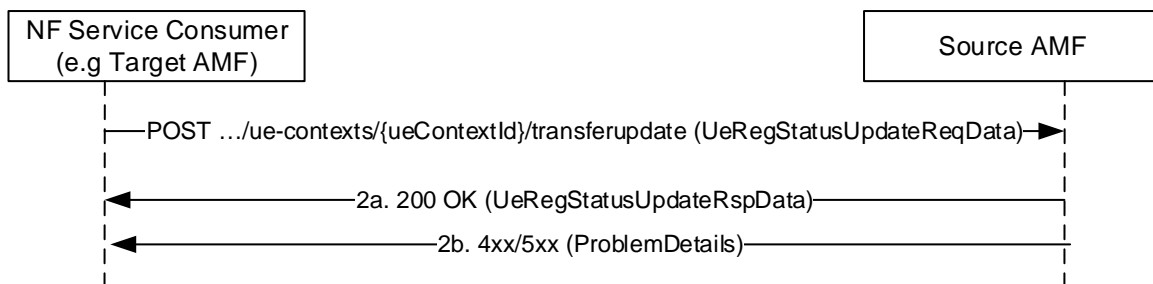 NF Service Consumer
(e.g Target AMF)
Source AMF
POST …/ue-contexts/{ueContextId}/transferupdate (UeRegStatusUpdateReqData)
2a. 200 OK (UeRegStatusUpdateRspData)
2b. 4xx/5xx (ProblemDetails)